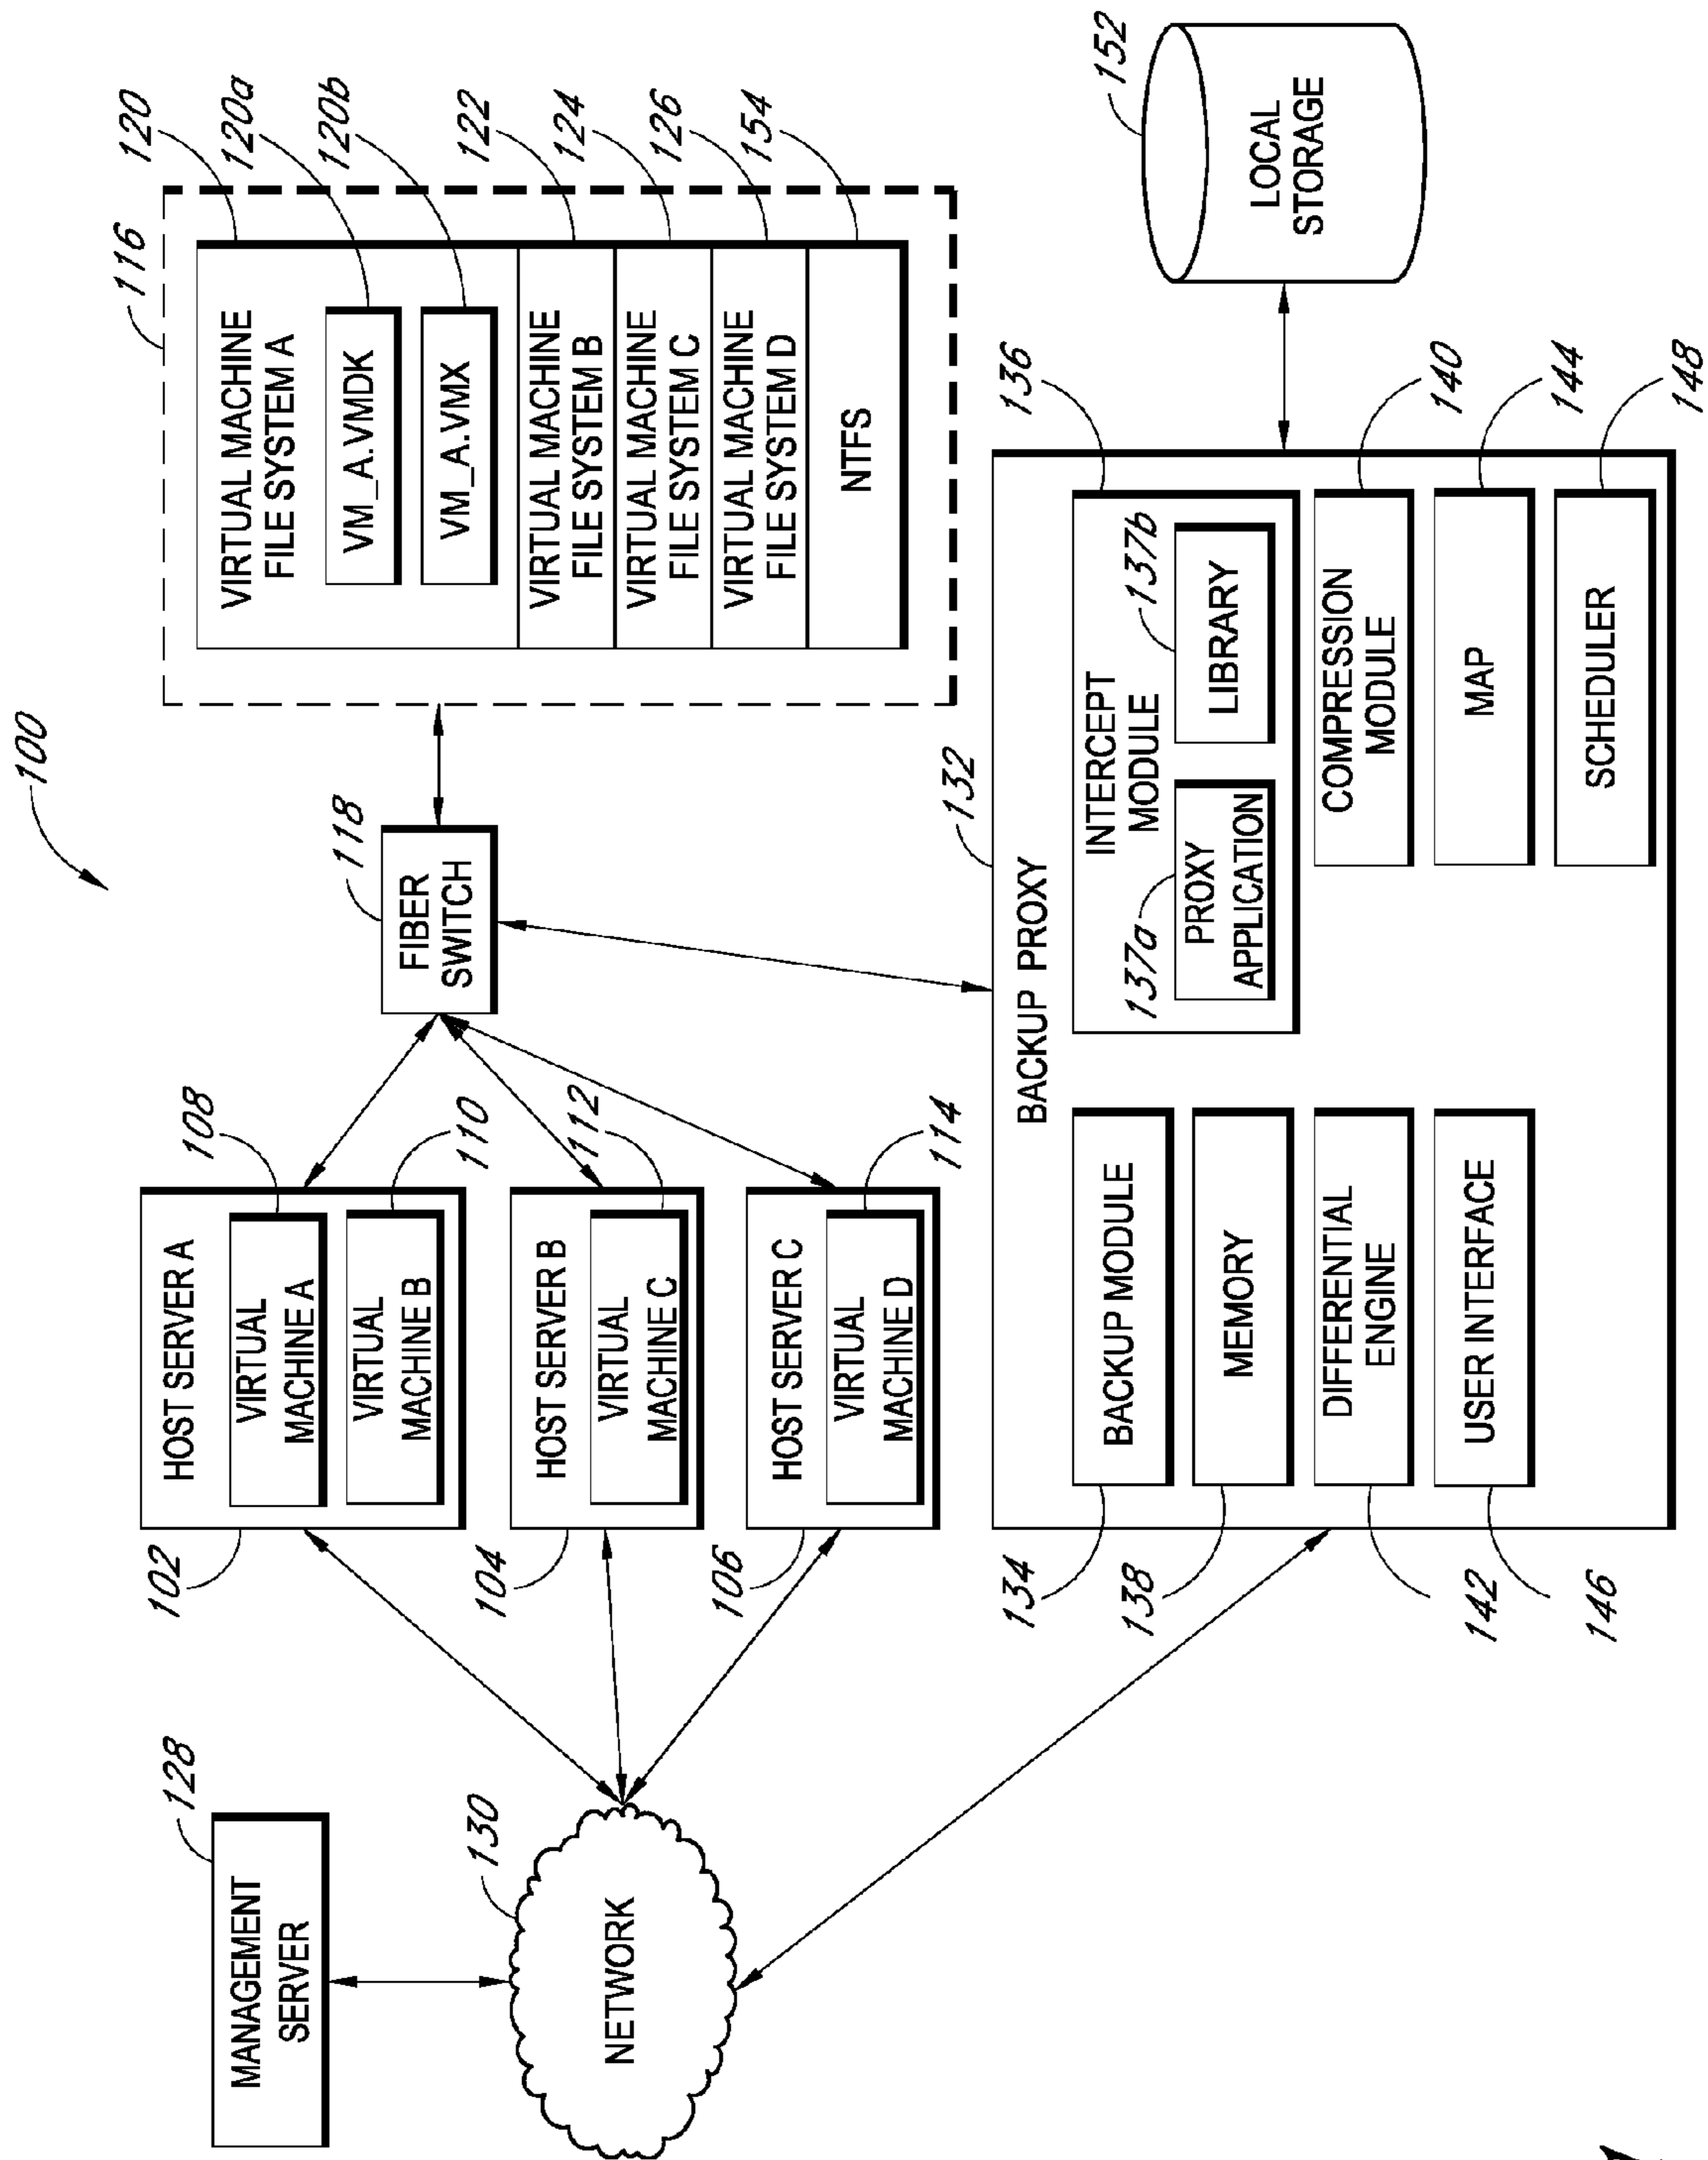 100
MANAGEMENT
SERVER
128
NETWORK
130
HOST SERVER A
102
VIRTUAL
MACHINE A
108
VIRTUAL
MACHINE B
110
HOST SERVER B
104
VIRTUAL
MACHINE C
112
HOST SERVER C
106
VIRTUAL
MACHINE D
114
FIBER
SWITCH
118
116
VIRTUAL MACHINE
FILE SYSTEM A
120
VM_A.VMDK
120a
VM_A.VMX
120b
VIRTUAL MACHINE
FILE SYSTEM B
122
VIRTUAL MACHINE
FILE SYSTEM C
124
VIRTUAL MACHINE
FILE SYSTEM D
126
NTFS
154
BACKUP PROXY
132
BACKUP MODULE
134
MEMORY
138
DIFFERENTIAL
ENGINE
142
USER INTERFACE
146
INTERCEPT
MODULE
136
137a
PROXY
APPLICATION
137b
LIBRARY
COMPRESSION
MODULE
140
MAP
144
SCHEDULER
148
LOCAL
STORAGE
152